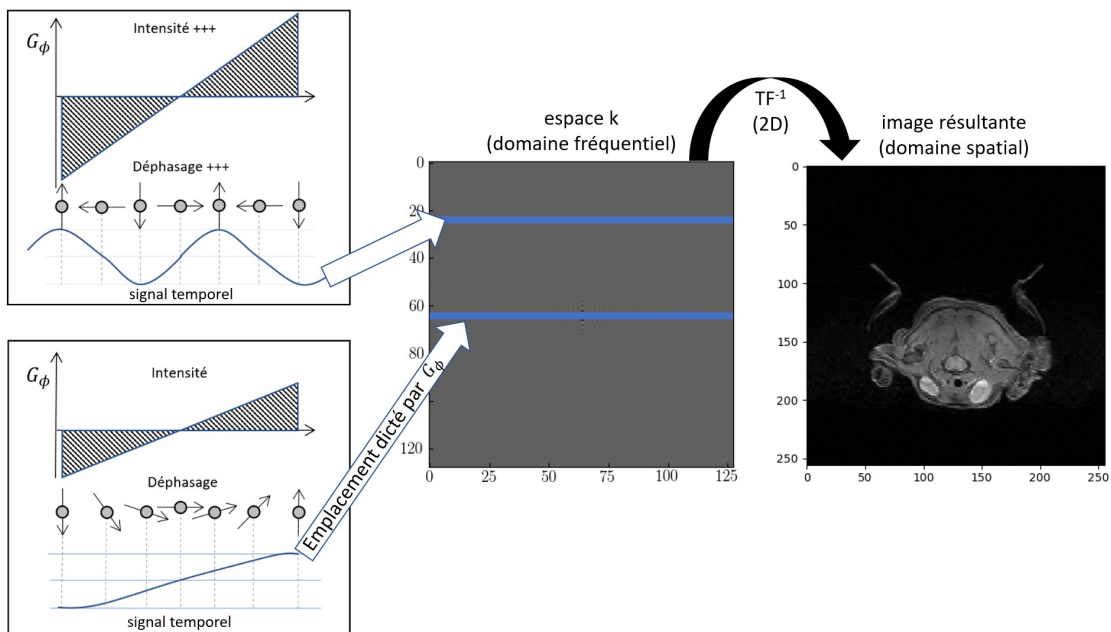 Intensité +++
Gϕ
Déphasage +++
signal temporel
Intensité
Gϕ
Déphasage
signal temporel
Emplacement dicté par Gϕ
espace k
(domaine fréquentiel)
0
20
40
60
80
120
0 25 50 75 100 125
TF⁻¹
(2D)
image résultante
(domaine spatial)
0
50
100
150
200
250
0 50 100 150 200 250